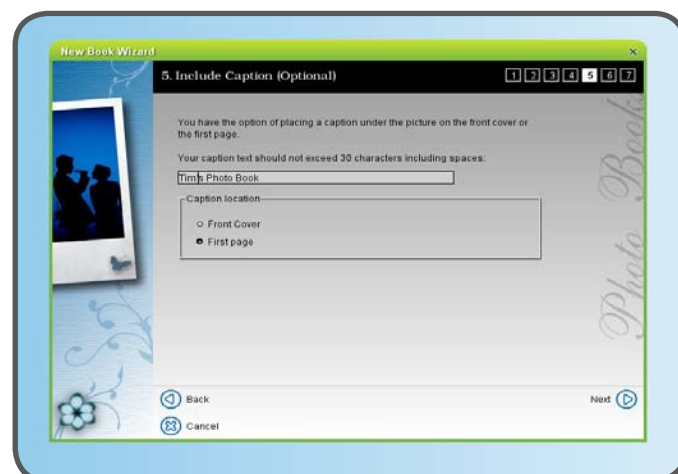 New Book Wizard
5. Include Caption (Optional)
1 2 3 4 5 6 7
You have the option of placing a caption under the picture on the front cover or
the first page.
Your caption text should not exceed 30 characters including spaces:
Tim's Photo Book
Caption location
Front Cover
First page
Photo Books
Back
Next
Cancel